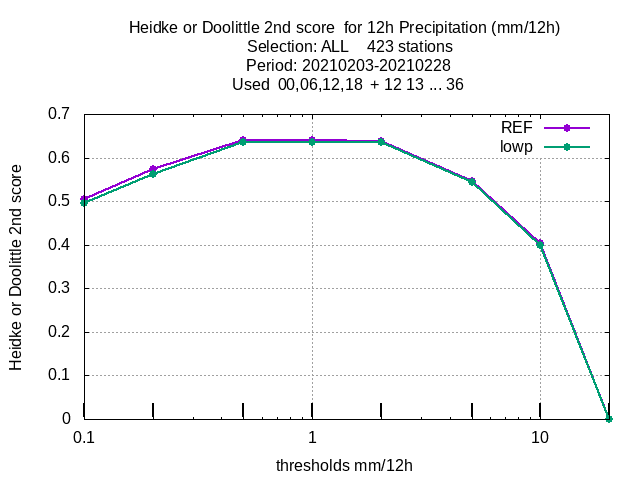 Heidke or Doolittle 2nd score  for 12h Precipitation (mm/12h)
Selection: ALL    423 stations
Period: 20210203-20210228
Used  00,06,12,18  + 12 13 ... 36
REF
lowp
0.7
0.6
0.5
0.4
0.3
0.2
0.1
0
Heidke or Doolittle 2nd score
0.1
1
10
thresholds mm/12h